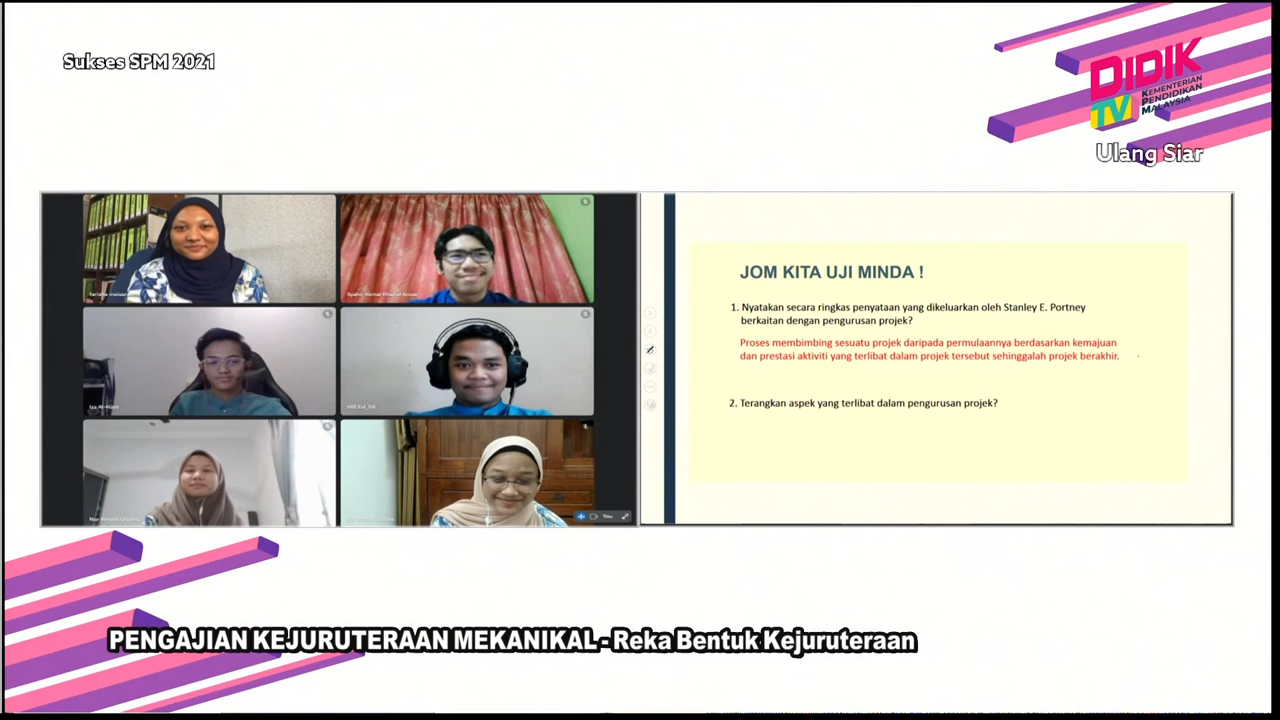 Sukses SPM 2021
DIDIK
TV
KEMENTERIAN
PENDIDIKAN
MALAYSIA
Ulang Siar
JOM KITA UJI MINDA !
1. Nyatakan secara ringkas penyataan yang dikeluarkan oleh Stanley E. Portney
berkaitan dengan pengurusan projek?
Proses membimbing sesuatu projek daripada permulaannya berdasarkan kemajuan
dan prestasi aktiviti yang terlibat dalam projek tersebut sehinggalah projek berakhir.
2. Terangkan aspek yang terlibat dalam pengurusan projek?
You
PENGAJIAN KEJURUTERAAN MEKANIKAL - Reka Bentuk Kejuruteraan